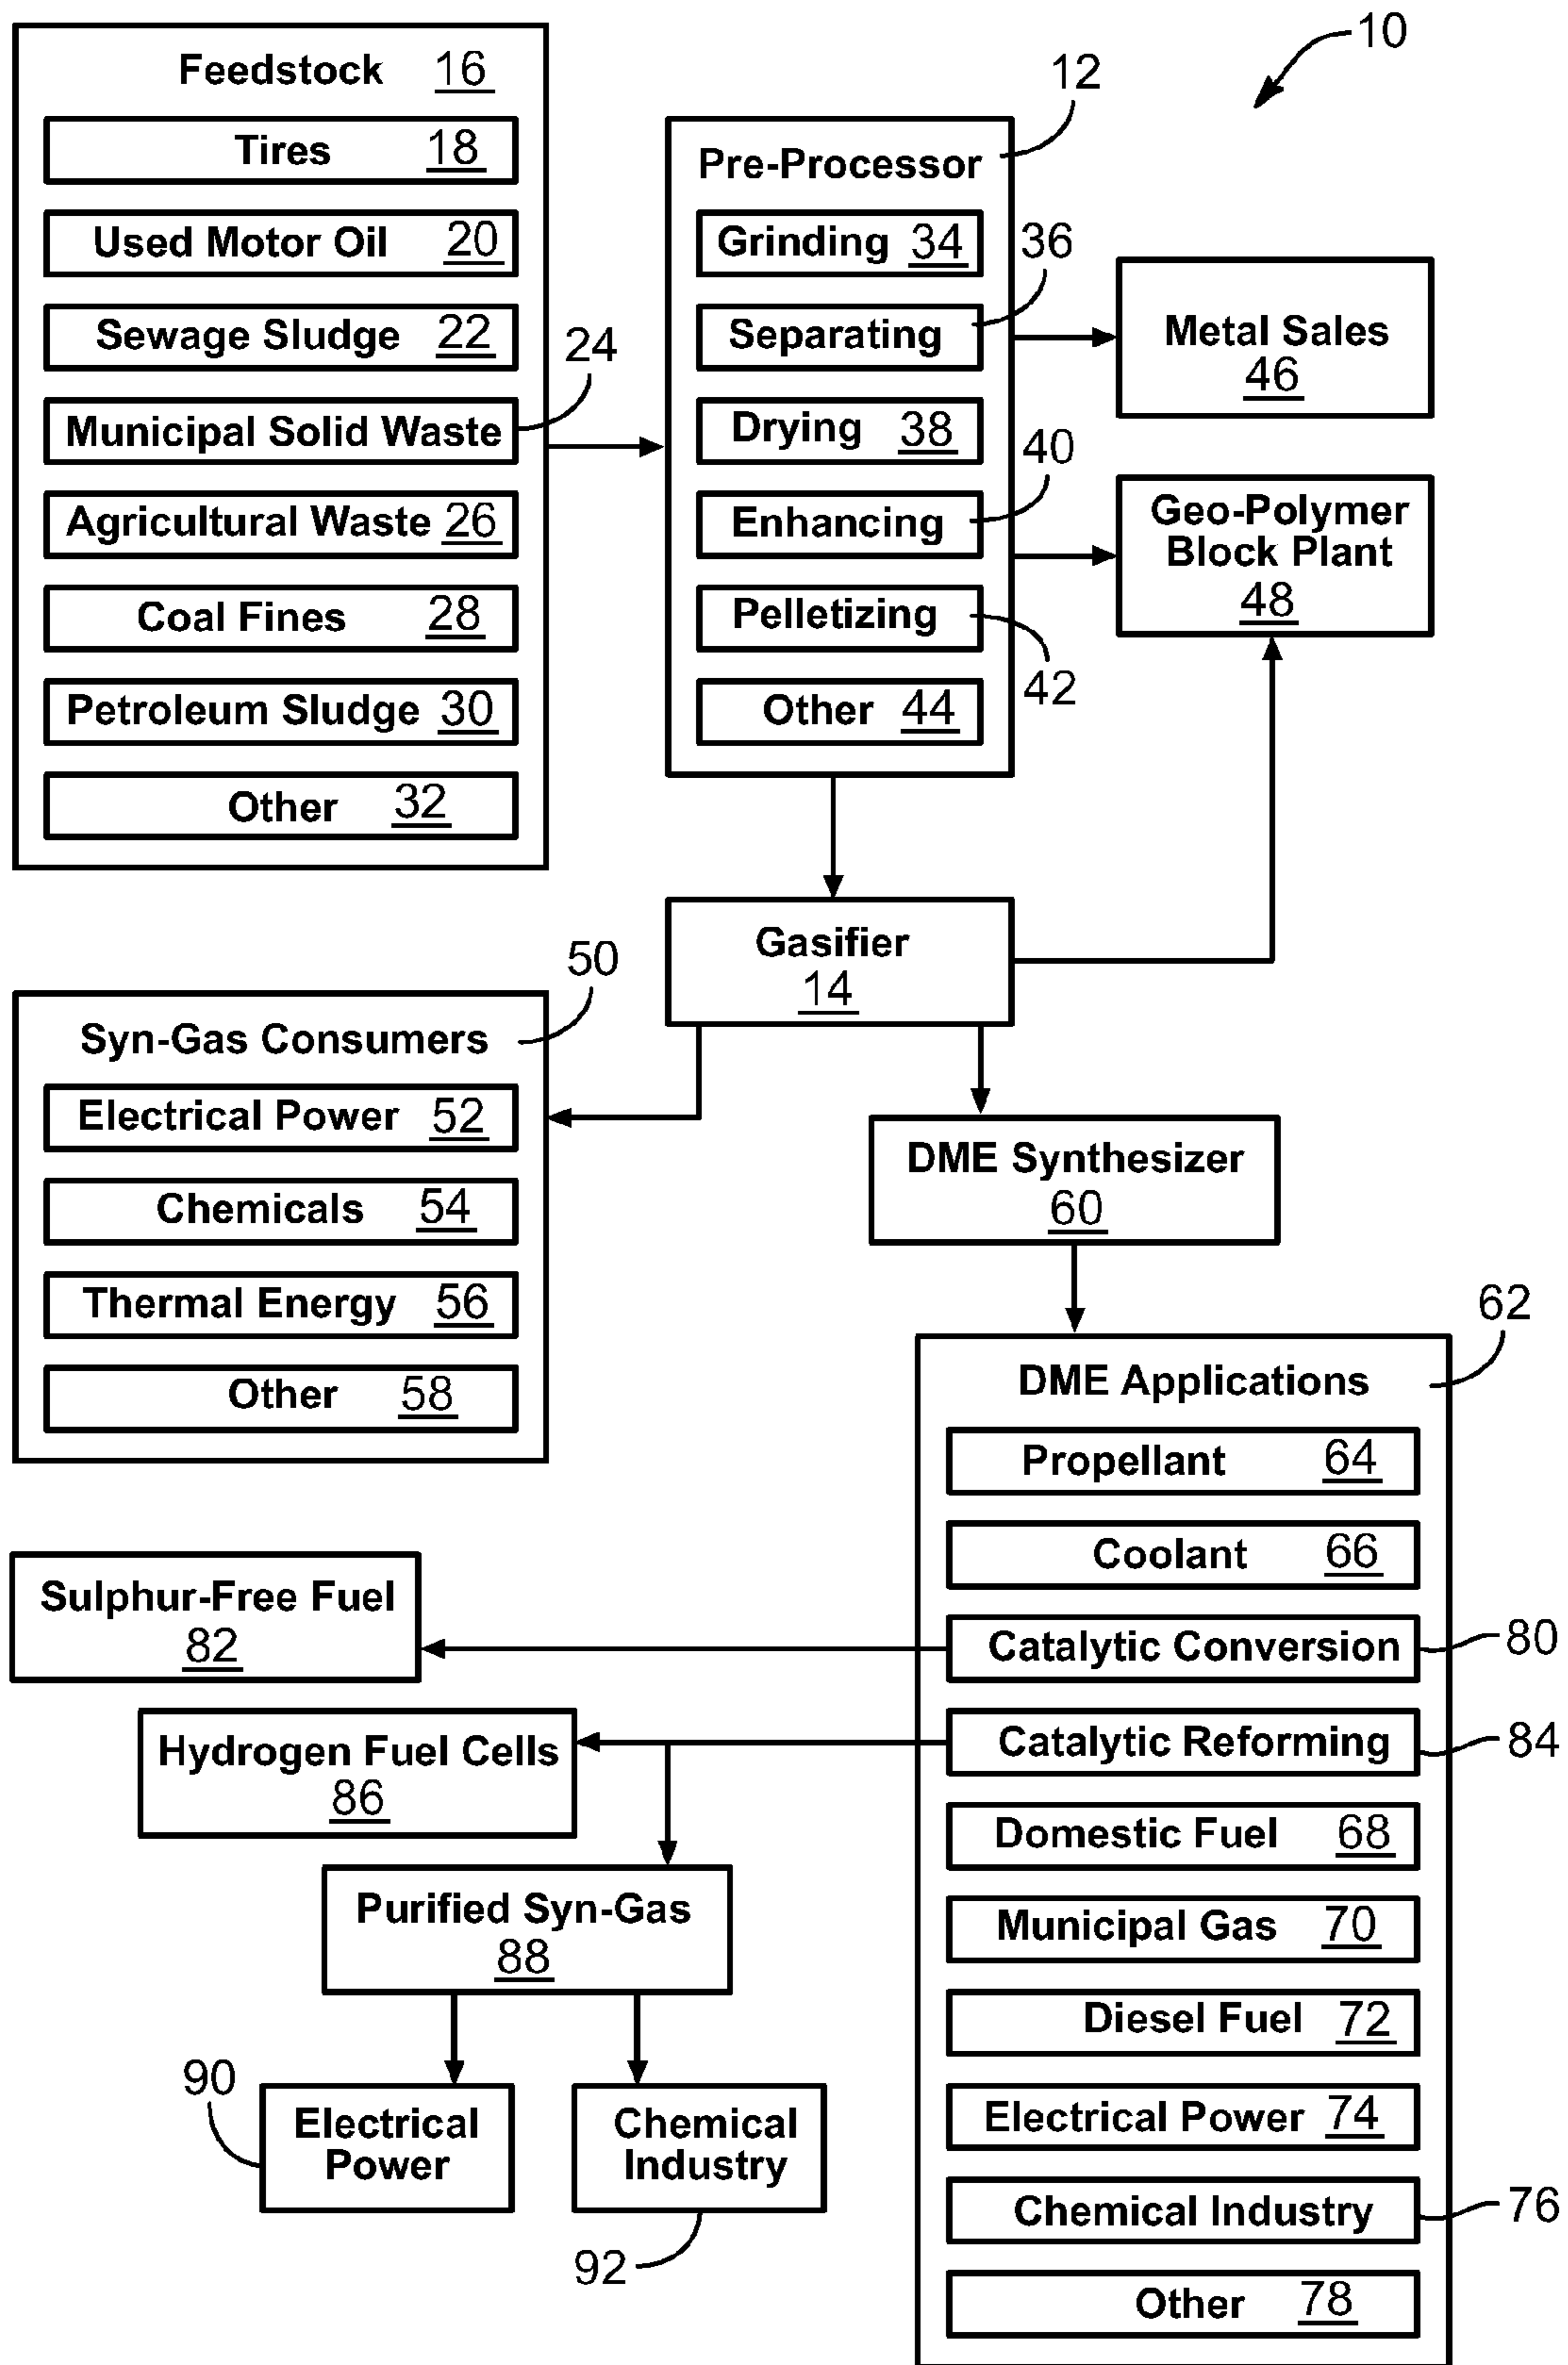 10
Feedstock 16
Tires 18
Used Motor Oil 20
Sewage Sludge 22
24
Municipal Solid Waste
Agricultural Waste 26
Coal Fines 28
Petroleum Sludge 30
Other 32
12
Pre-Processor
Grinding 34
36
Separating
Drying 38
40
Enhancing
Pelletizing
42
Other 44
Metal Sales
46
Geo-Polymer
Block Plant
48
Gasifier
14
50
Syn-Gas Consumers
Electrical Power 52
Chemicals 54
Thermal Energy 56
Other 58
DME Synthesizer
60
62
DME Applications
Propellant 64
Coolant 66
Catalytic Conversion 80
Catalytic Reforming 84
Domestic Fuel 68
Municipal Gas 70
Diesel Fuel 72
Electrical Power 74
Chemical Industry 76
Other 78
Sulphur-Free Fuel
82
Hydrogen Fuel Cells
86
Purified Syn-Gas
88
90
Electrical
Power
Chemical
Industry
92